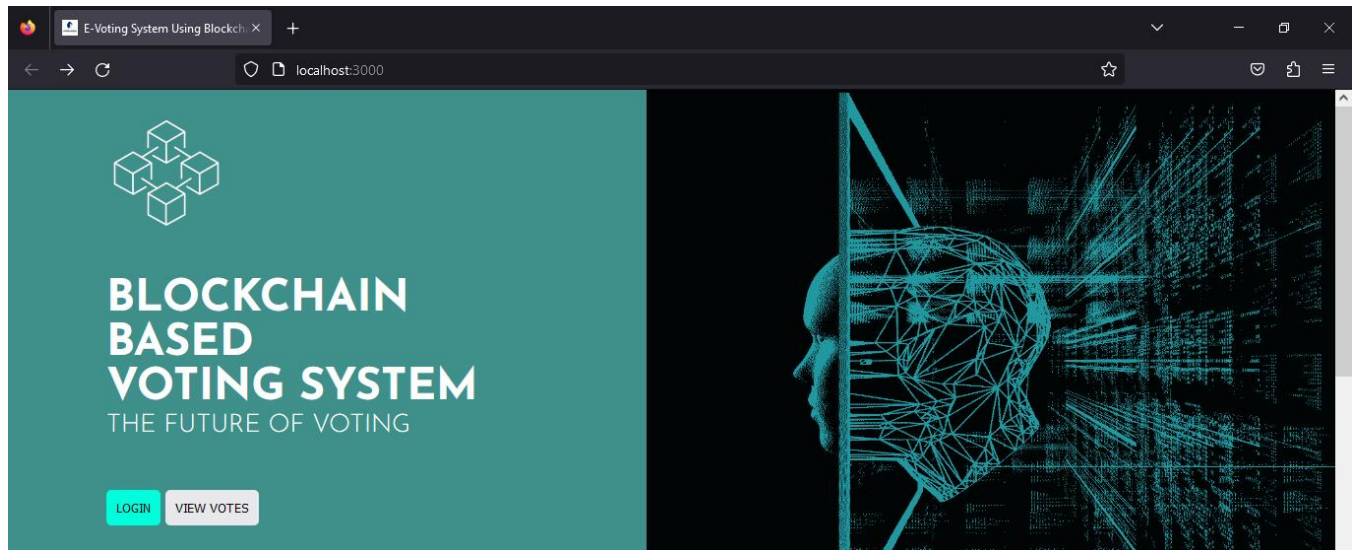 E-Voting System Using Blockch
localhost:3000
BLOCKCHAIN
BASED
VOTING SYSTEM
THE FUTURE OF VOTING
LOGIN VIEW VOTES